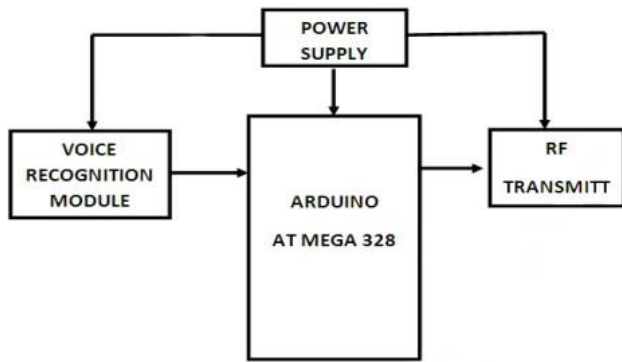 POWER
SUPPLY
VOICE
RECOGNITION
MODULE
ARDUINO
AT MEGA 328
RF
TRANSMITT